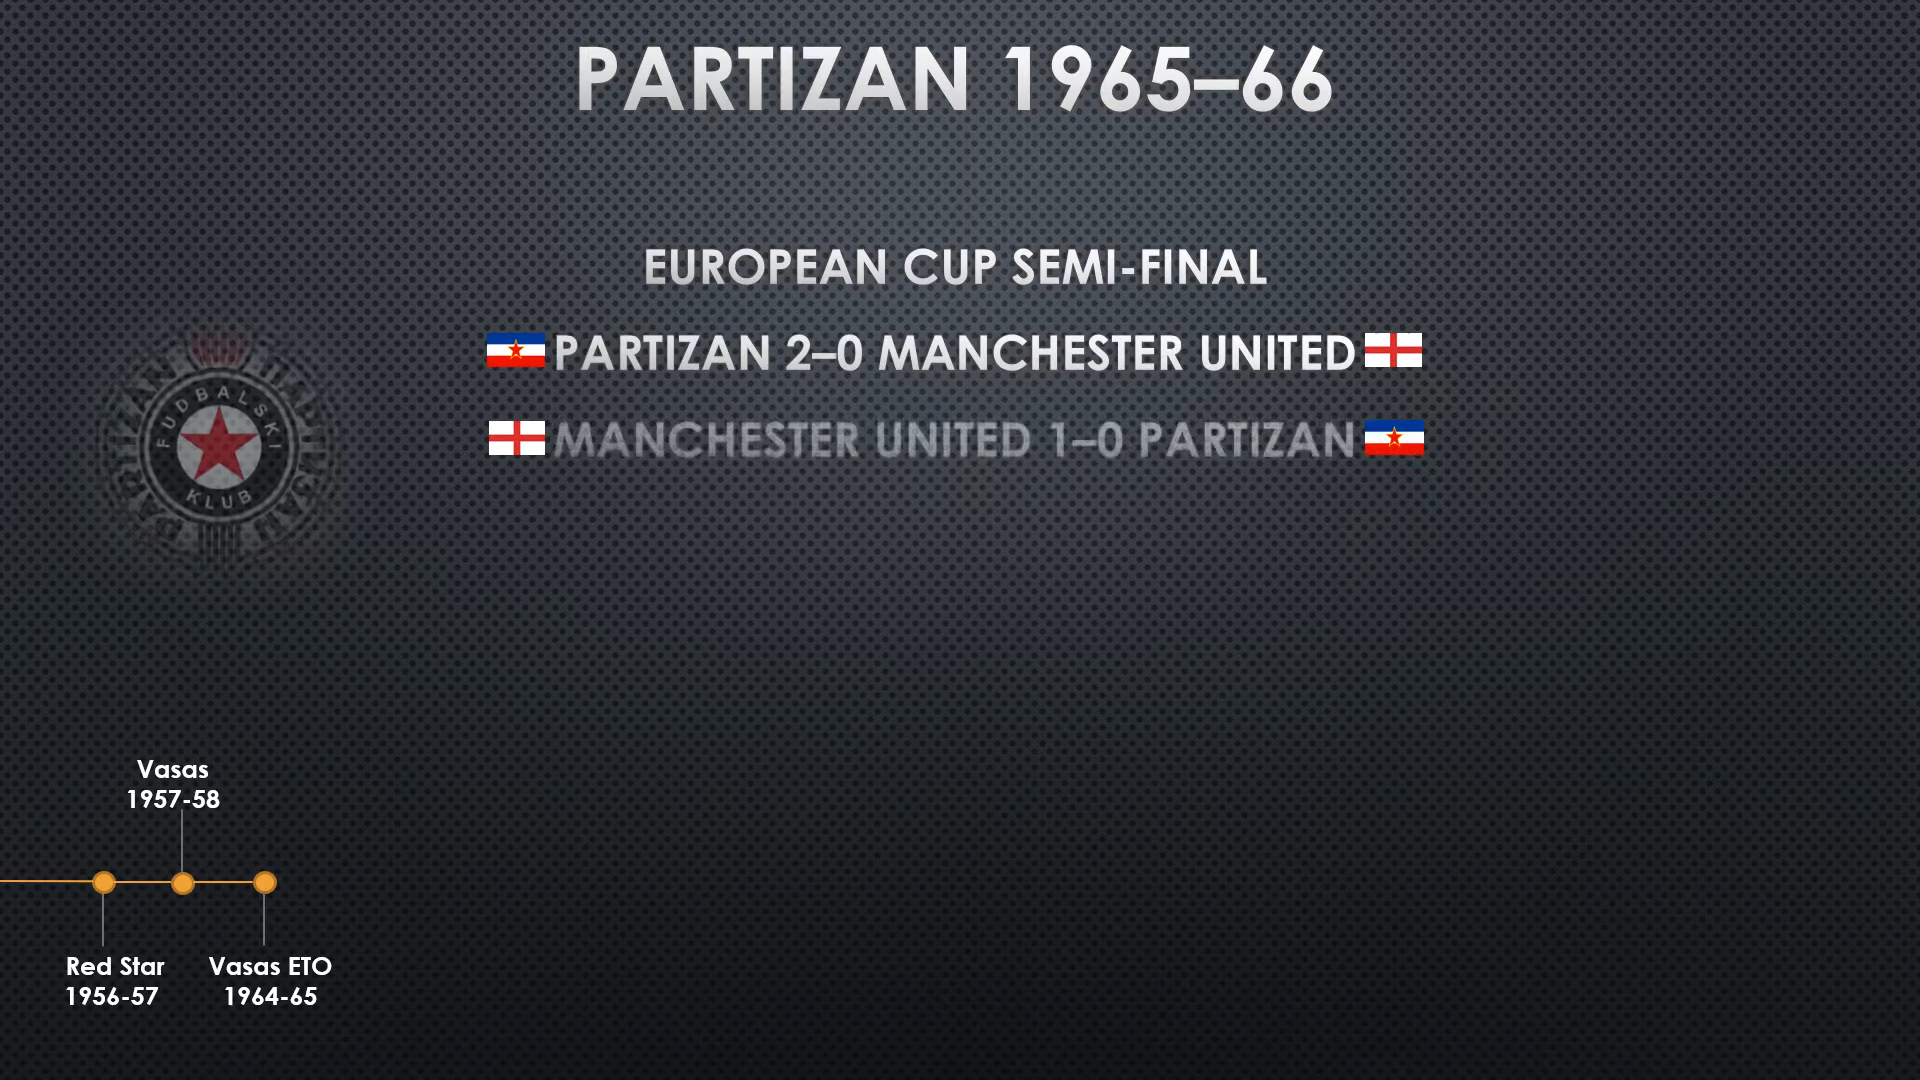 PARTIZAN 1965–66
EUROPEAN CUP SEMI-FINAL
PARTIZAN 2–0 MANCHESTER UNITED
MANCHESTER UNITED 1–0 PARTIZAN
FUDBALSKI
KLUB
Vasas
1957-58
Red Star
1956-57
Vasas ETO
1964-65